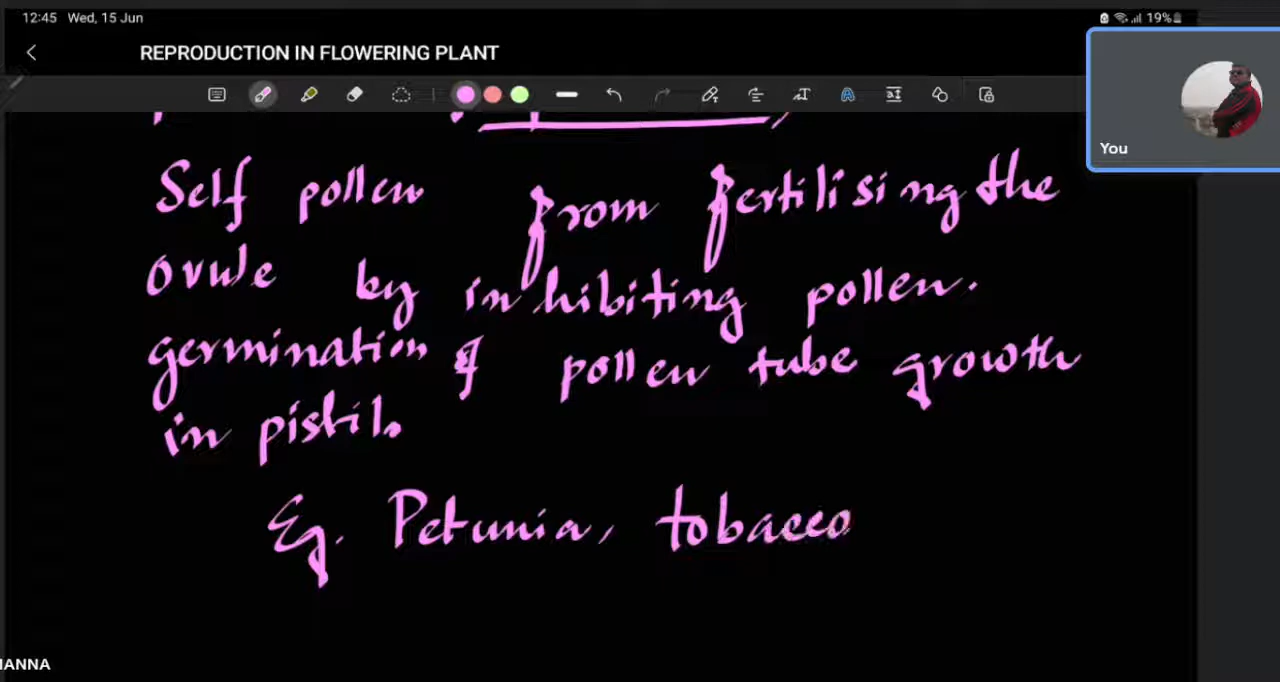 12:45 Wed, 15 Jun
19%
REPRODUCTION IN FLOWERING PLANT
You
Self pollen from fertilising the
ovule by inhibiting pollen.
germination & pollen tube growth
in pistil.
Eg. Petunia, tobacco
IANNA